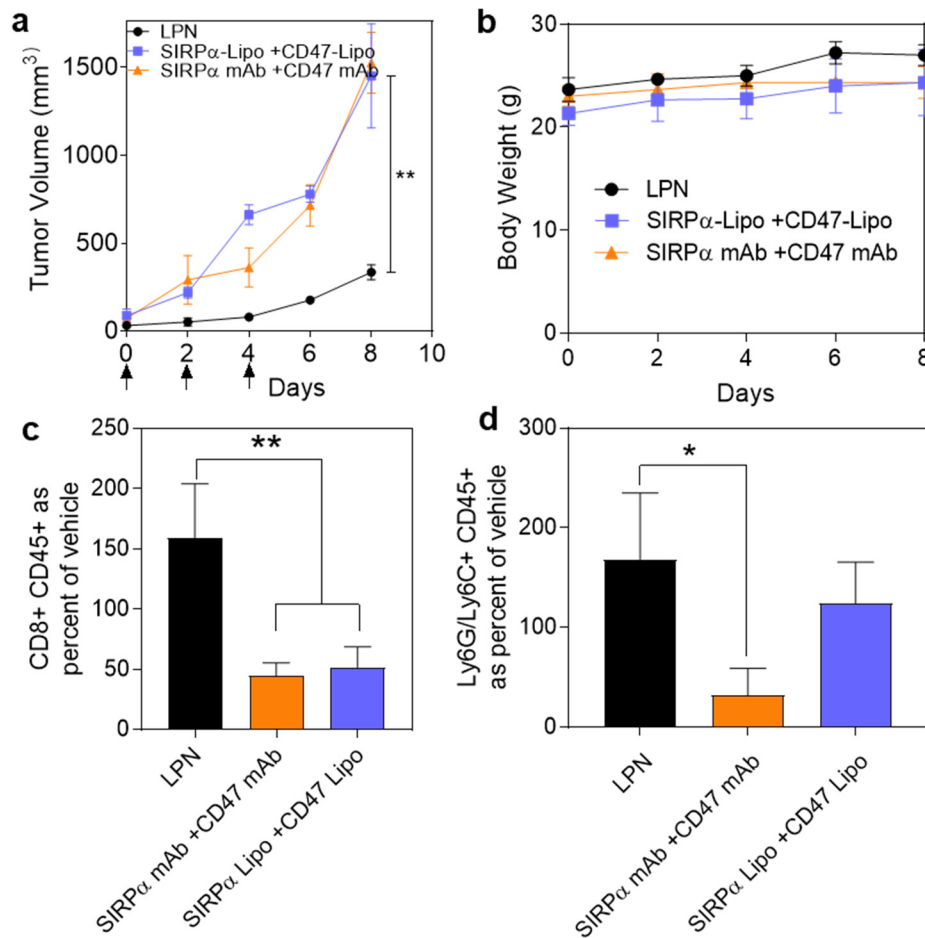 a
LPN
SIRPα-Lipo +CD47-Lipo
SIRPα mAb +CD47 mAb
Tumor Volume (mm³)
1500
1000
500
0
**
0 2 4 6 8 10
Days
b
Body Weight (g)
30
20
10
0
LPN
SIRPα-Lipo +CD47-Lipo
SIRPα mAb +CD47 mAb
0 2 4 6 8
Days
c
CD8+ CD45+ as
percent of vehicle
250
200
150
100
50
0
**
LPN
SIRPα mAb +CD47 mAb
SIRPα Lipo +CD47 Lipo
d
Ly6G/Ly6C+ CD45+
as percent of vehicle
300
200
100
0
*
LPN
SIRPα mAb +CD47 mAb
SIRPα Lipo +CD47 Lipo